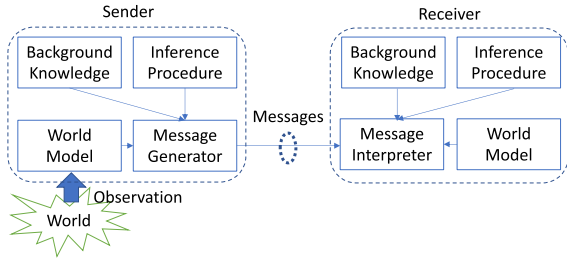 Sender
Receiver
Background
Knowledge
Inference
Procedure
Background
Knowledge
Inference
Procedure
Messages
World
Model
Message
Generator
Message
Interpreter
World
Model
Observation
World